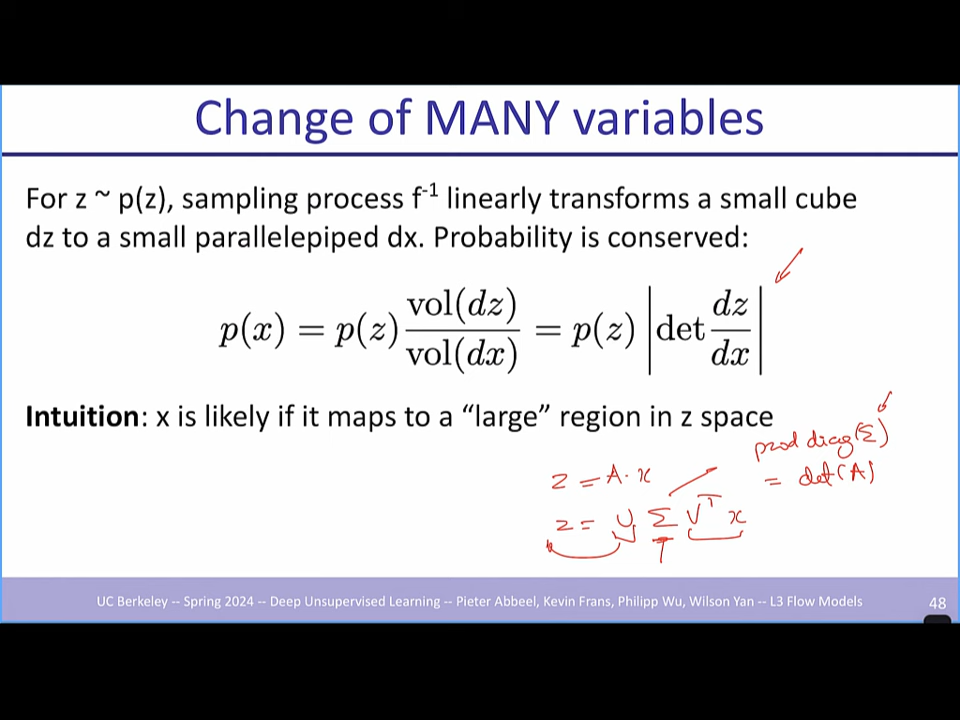 Change of MANY variables
For z ~ p(z), sampling process f⁻¹ linearly transforms a small cube
dz to a small parallelepiped dx. Probability is conserved:
p(x) = p(z) vol(dz)/vol(dx) = p(z) |det dz/dx|
Intuition: x is likely if it maps to a “large” region in z space
prod diag(Σ)
= det(A)
z = A · x
z = U Σ Vᵀ x
UC Berkeley -- Spring 2024 -- Deep Unsupervised Learning -- Pieter Abbeel, Kevin Frans, Philipp Wu, Wilson Yan -- L3 Flow Models
48